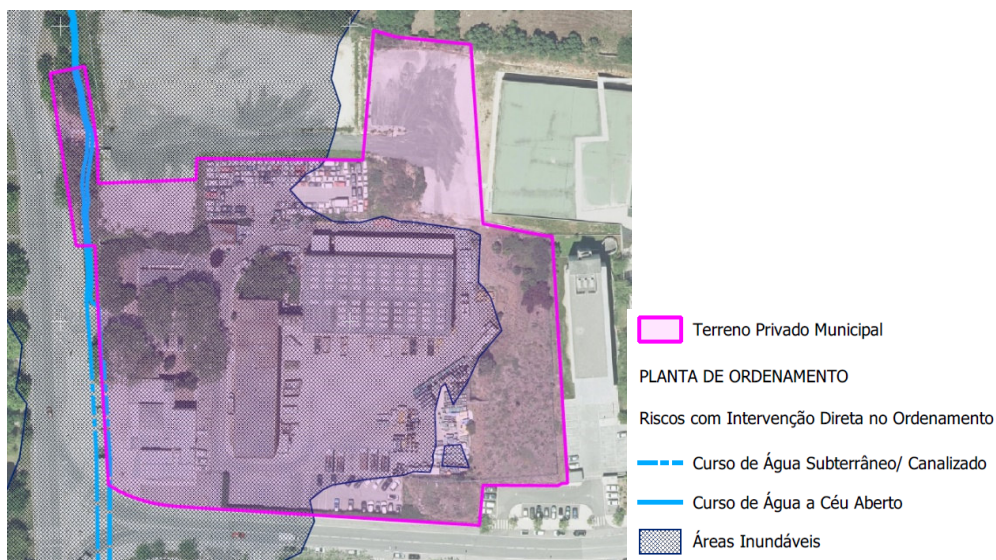 Terreno Privado Municipal
PLANTA DE ORDENAMENTO
Riscos com Intervenção Direta no Ordenamento
Curso de Água Subterrâneo/ Canalizado
Curso de Água a Céu Aberto
Áreas Inundáveis